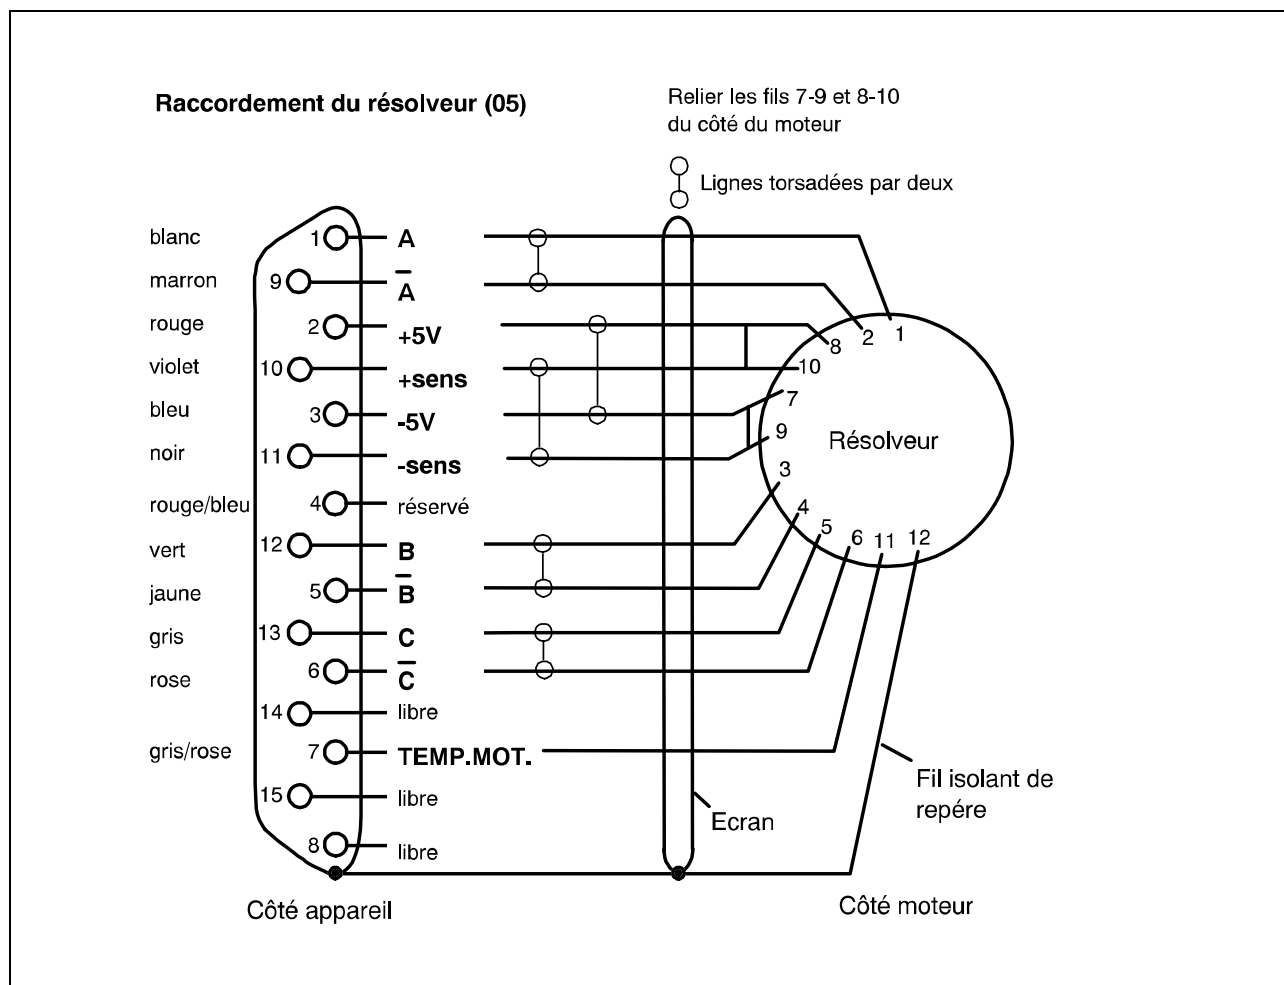 Raccordement du résolveur (05)
Relier les fils 7-9 et 8-10
du côté du moteur
Lignes torsadées par deux
blanc 1 A
marron 9 A̅
rouge 2 +5V
violet 10 +sens
bleu 3 -5V
noir 11 -sens
rouge/bleu 4 réservé
vert 12 B
jaune 5 B̅
gris 13 C
rose 6 C̅
14 libre
gris/rose 7 TEMP.MOT.
15 libre
8 libre
1
2
8
10
7
9
Résolveur
3
4
5
6
11
12
Fil isolant de
repére
Ecran
Côté appareil
Côté moteur